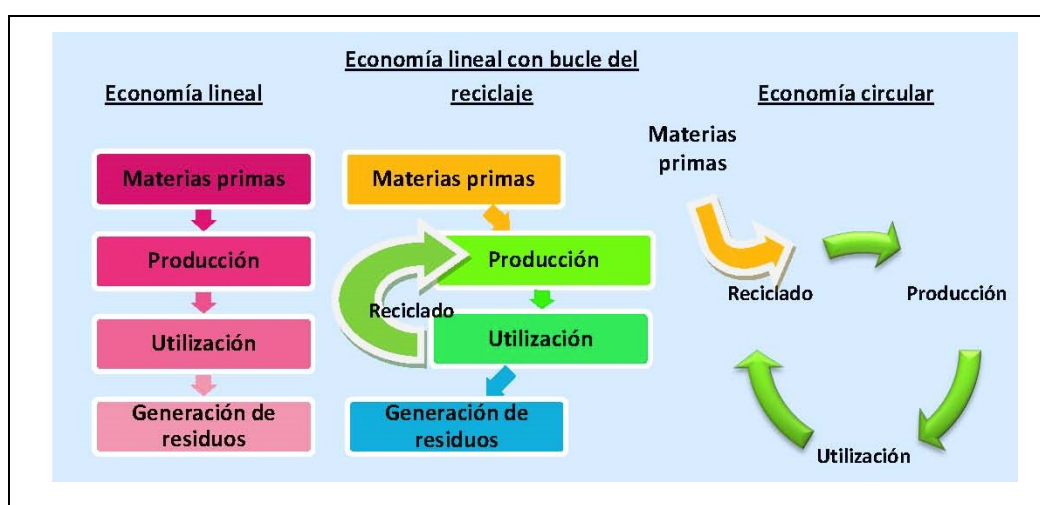 Economía lineal
Materias primas
Producción
Utilización
Generación de
residuos
Economía lineal con bucle del
reciclaje
Materias primas
Producción
Reciclado
Utilización
Generación de
residuos
Economía circular
Materias
primas
Reciclado
Producción
Utilización